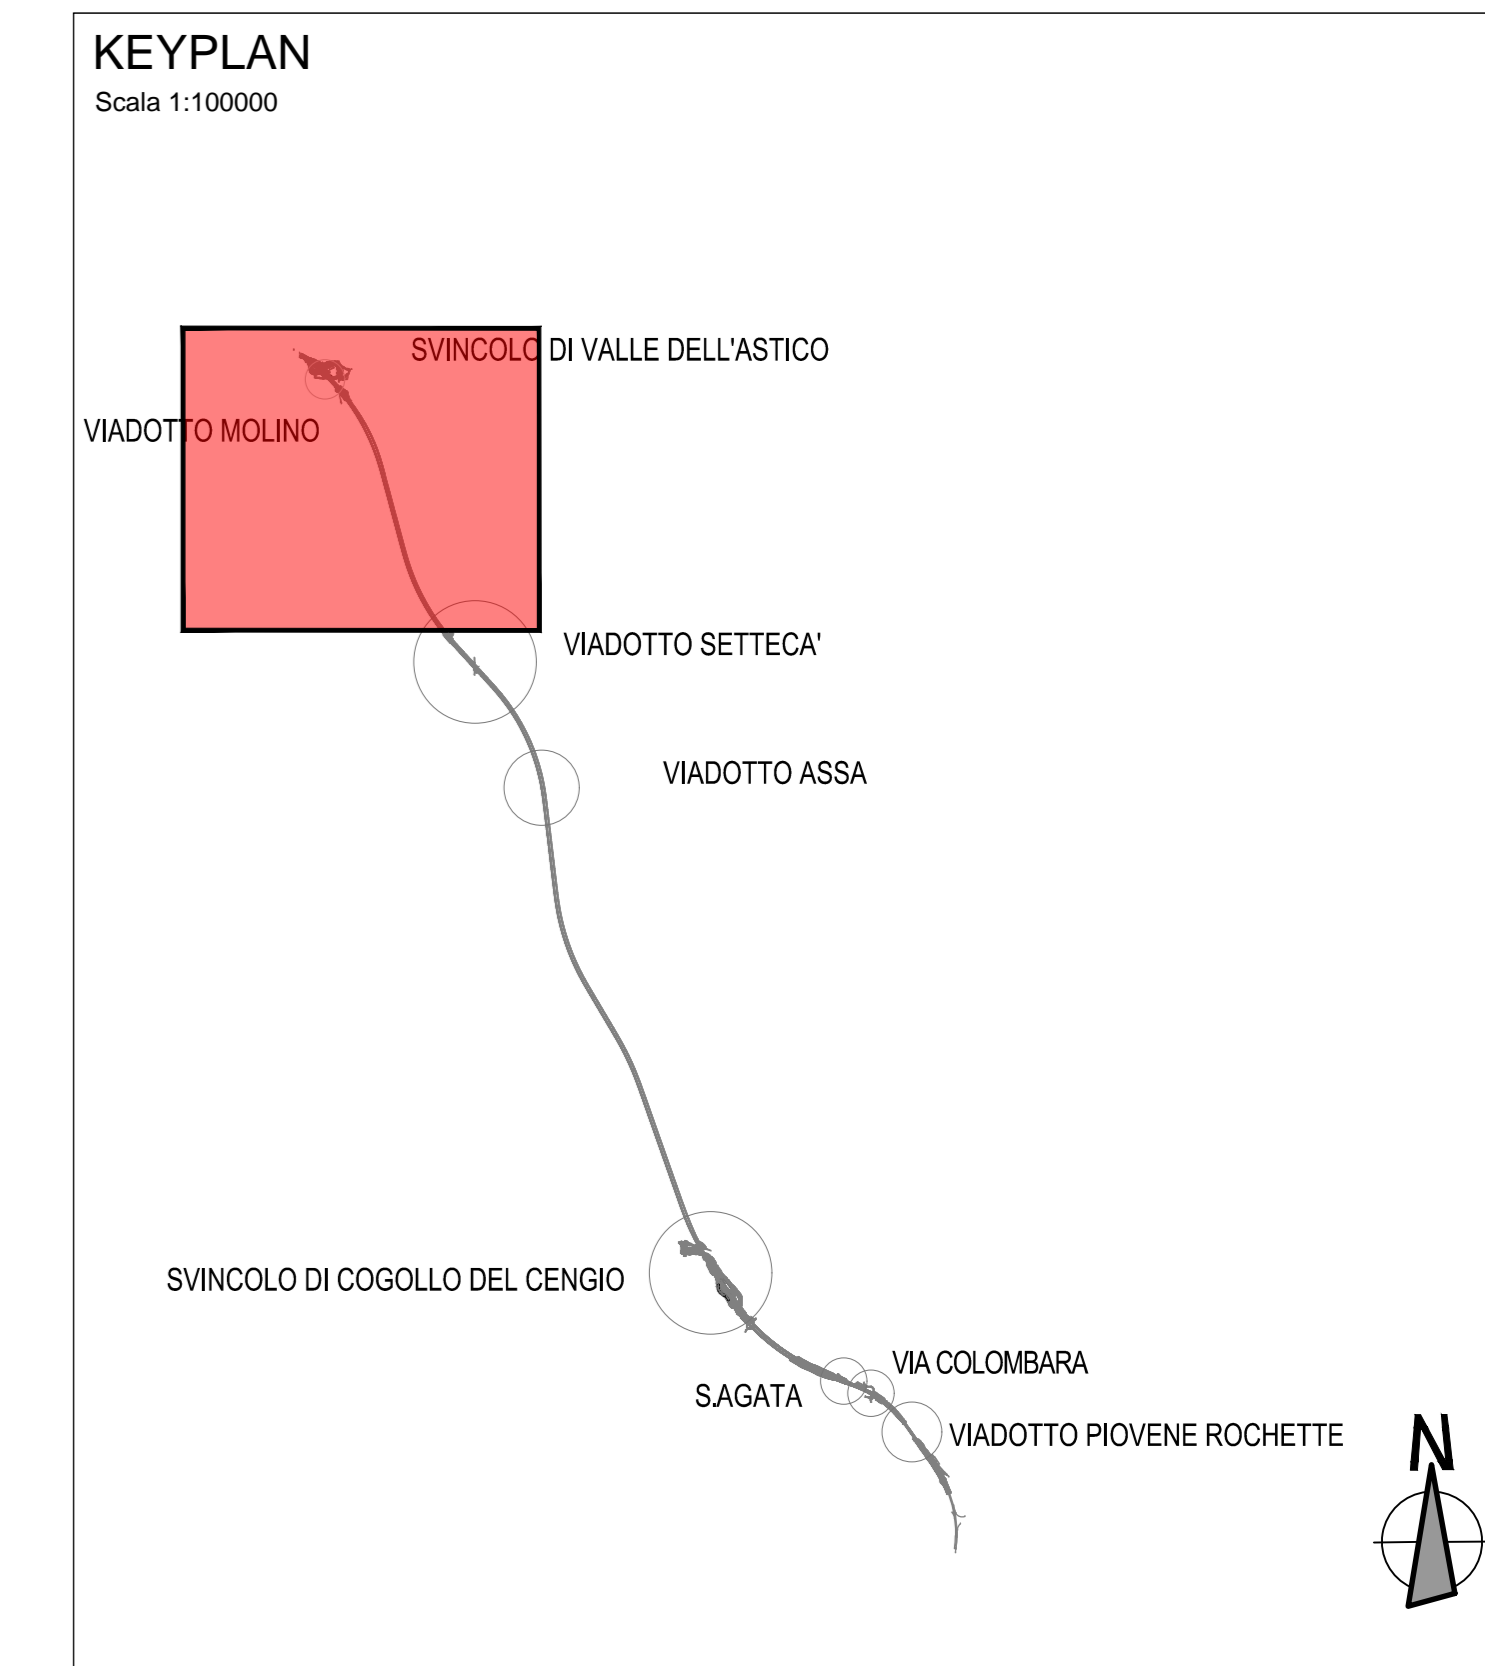 KEYPLAN
Scala 1:100000
SVINCOLO DI VALLE DELL'ASTICO
VIADOTTO MOLINO
VIADOTTO SETTECA'
VIADOTTO ASSA
SVINCOLO DI COGOLLO DEL CENGIO
VIA COLOMBARA
S.AGATA
VIADOTTO PIOVENE ROCHETTE
N